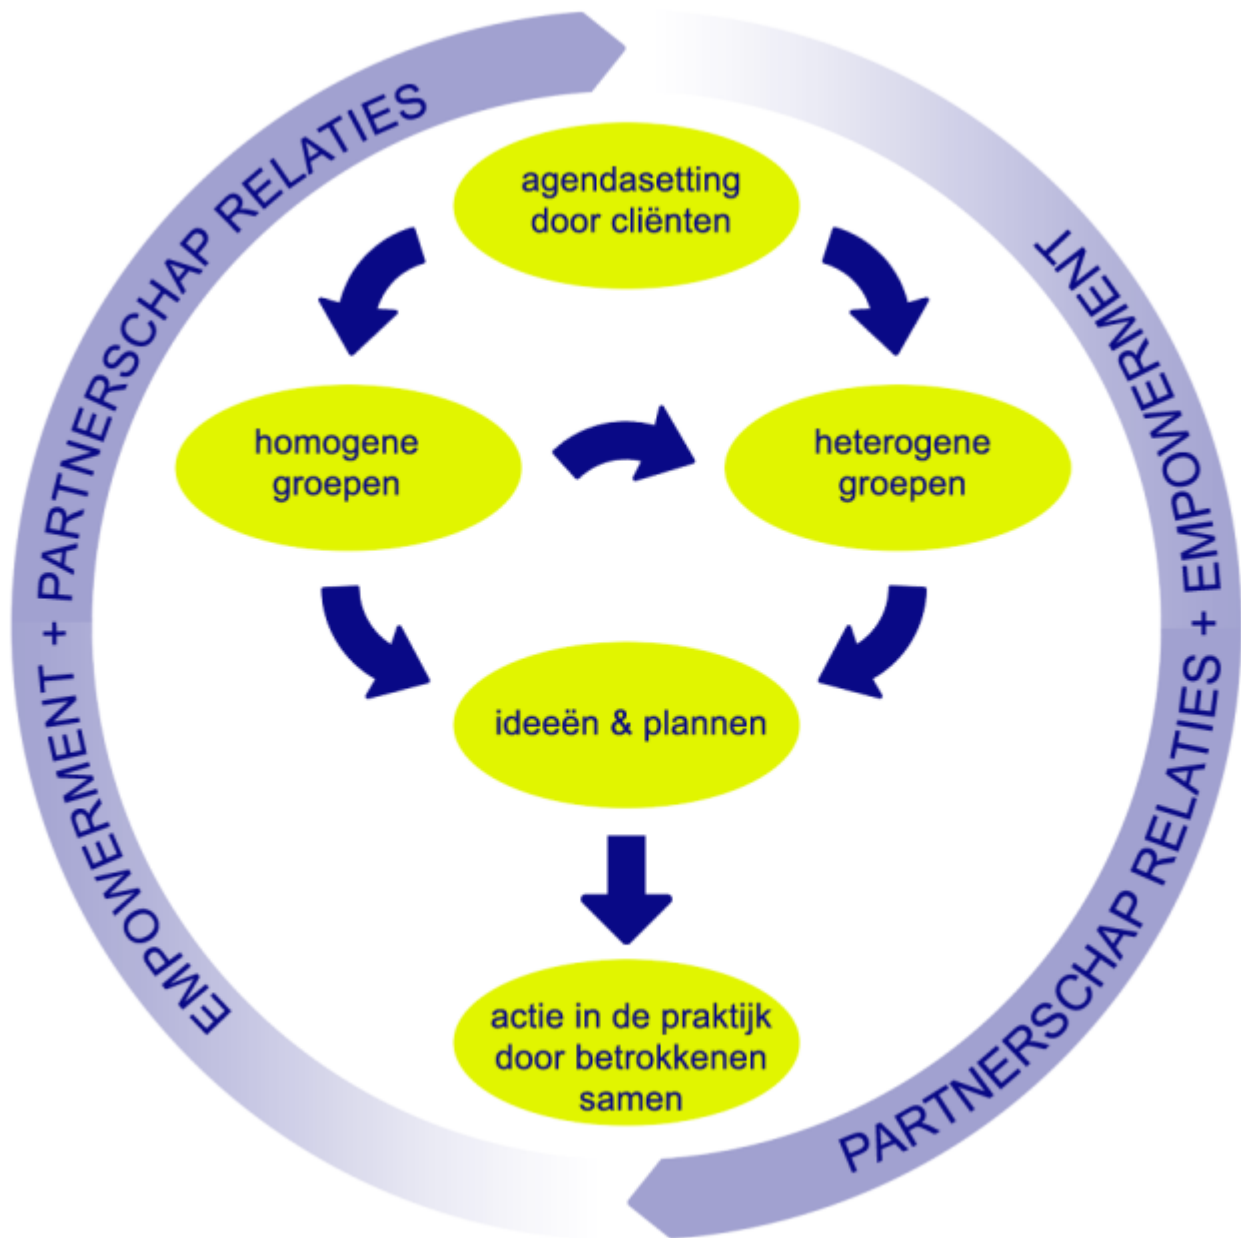 EMPOWERMENT + PARTNERSCHAP RELATIES
EMPOWERMENT + PARTNERSCHAP RELATIES
agendasetting
door cliënten
homogene
groepen
heterogene
groepen
ideeën & plannen
actie in de praktijk
door betrokkenen
samen